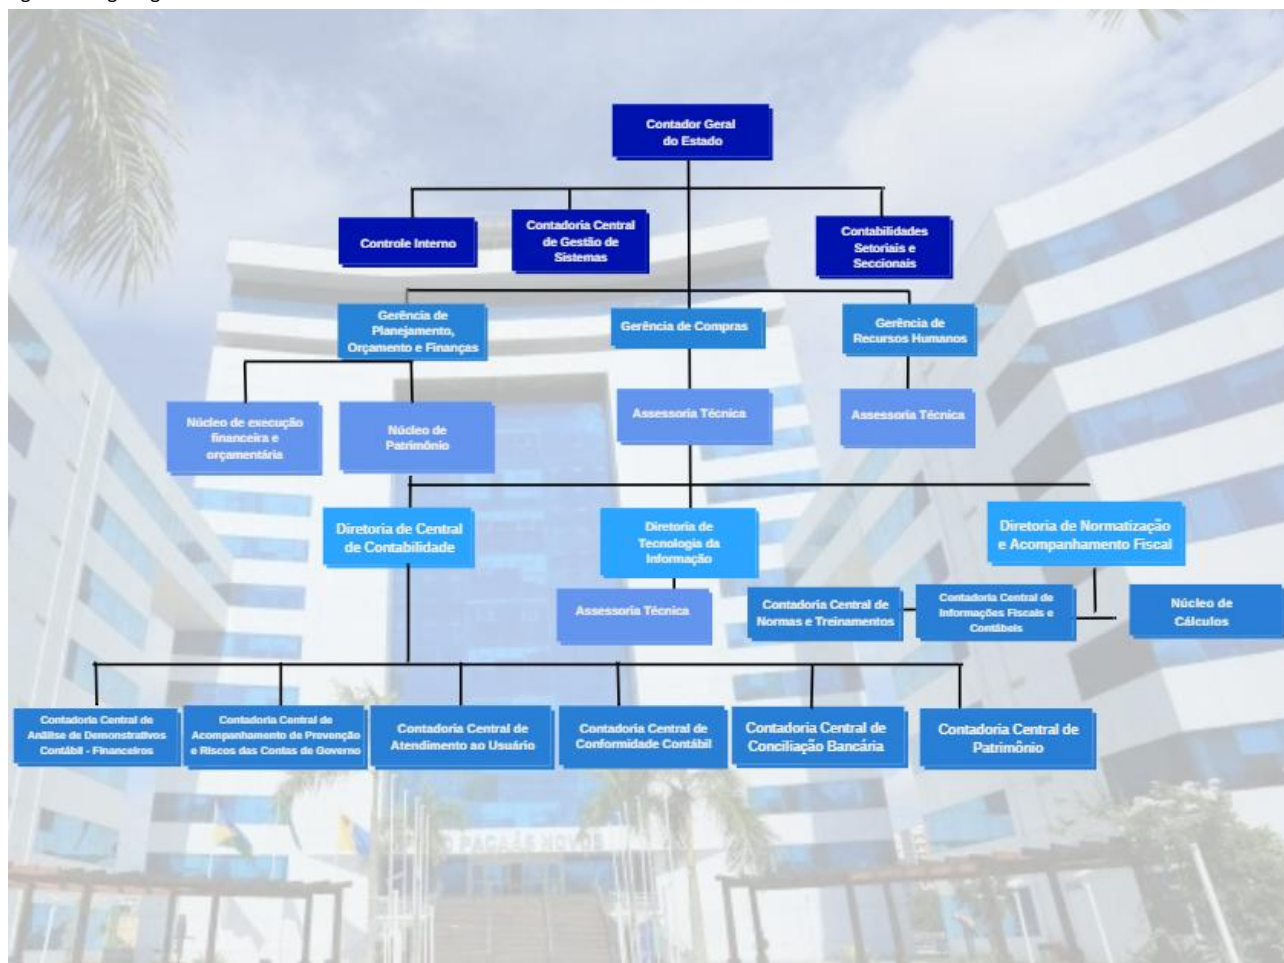 Contador Geral
do Estado
Controle Interno
Contadoria Central
de Gestão de
Sistemas
Contabilidades
Setoriais e
Seccionais
Gerência de
Planejamento,
Orçamento e Finanças
Gerência de Compras
Gerência de
Recursos Humanos
Núcleo de execução
financeira e
orçamentária
Núcleo de
Patrimônio
Assessoria Técnica
Assessoria Técnica
Diretoria de Central
de Contabilidade
Diretoria de
Tecnologia da
Informação
Diretoria de Normatização
e Acompanhamento Fiscal
Assessoria Técnica
Contadoria Central de
Normas e Treinamentos
Contadoria Central de
Informações Fiscais e
Contábeis
Núcleo de
Cálculos
Contadoria Central de
Análise de Demonstrativos
Contábil - Financeiros
Contadoria Central de
Acompanhamento de Prevenção
e Riscos das Contas de Governo
Contadoria Central de
Atendimento ao Usuário
Contadoria Central de
Conformidade Contábil
Contadoria Central de
Conciliação Bancária
Contadoria Central de
Patrimônio
PACAÁS NOVOS